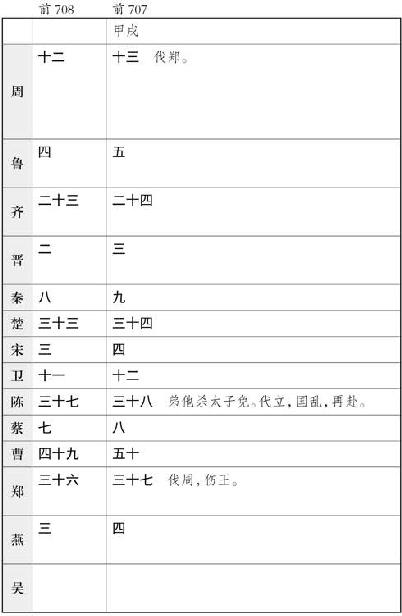 前708 前707
甲戌
周 十二 十三 伐郑。
鲁 四 五
齐 二十三 二十四
晋 二 三
秦 八 九
楚 三十三 三十四
宋 三 四
卫 十一 十二
陈 三十七 三十八 弟他杀太子免。代立，国乱，再赴。
蔡 七 八
曹 四十九 五十
郑 三十六 三十七 伐周，伤王。
燕 三 四
吴